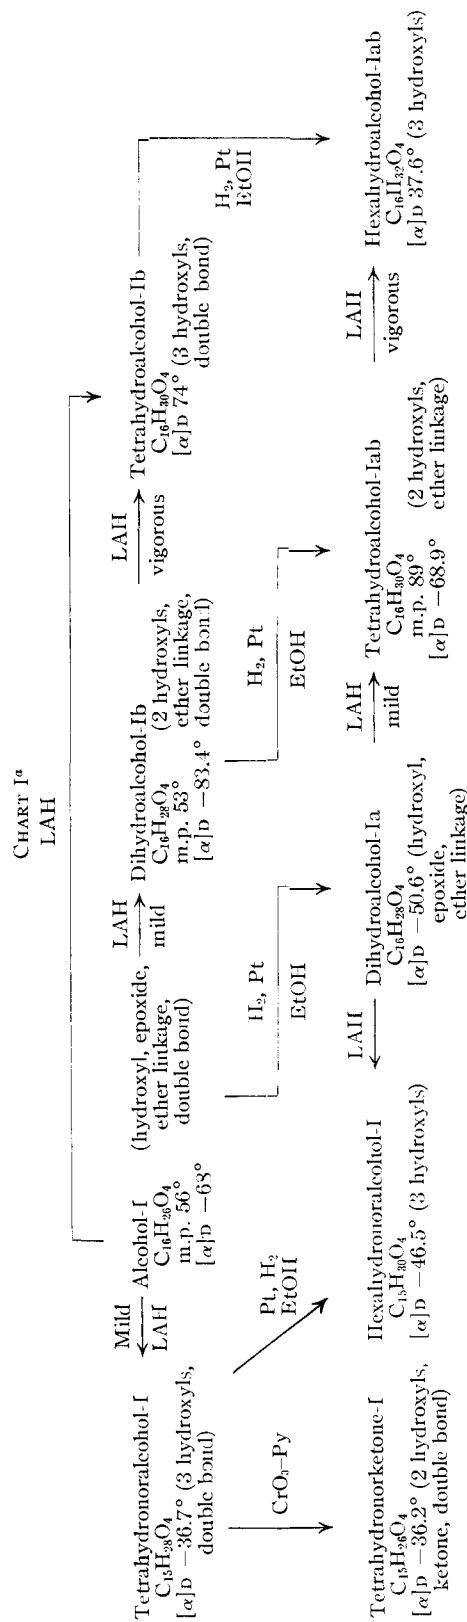 CHART Iᵃ
LAH
Tetrahydronoralcohol-I
C₁₅H₂₈O₄
[α]D −36.7° (3 hydroxyls,
double bond)
Mild
LAH
Alcohol-I
C₁₆H₂₆O₄
m.p. 56°
[α]D −68°
(hydroxyl, epoxide,
ether linkage,
double bond)
LAH
mild
Dihydroalcohol-Ib
C₁₆H₂₈O₄
m.p. 53°
[α]D −83.4°
(2 hydroxyls,
ether linkage,
double bond)
LAH
vigorous
Tetrahydroalcohol-Ib
C₁₆H₃₀O₄
[α]D 74° (3 hydroxyls,
double bond)
CrO₃–Py
Pt, H₂
EtOH
H₂, Pt
EtOH
H₂, Pt
EtOH
H₂, Pt
EtOH
Tetrahydronorketone-I
C₁₅H₂₆O₄
[α]D −36.2° (2 hydroxyls,
ketone, double bond)
Hexahydronoralcohol-I
C₁₅H₃₀O₄
[α]D −46.5° (3 hydroxyls)
LAH
Dihydroalcohol-Ia
C₁₆H₂₈O₄
[α]D −50.6° (hydroxyl,
epoxide,
ether linkage)
LAH
mild
Tetrahydroalcohol-Iab
C₁₆H₃₀O₄
m.p. 89°
[α]D −68.9°
(2 hydroxyls,
ether linkage)
LAH
vigorous
Hexahydroalcohol-Iab
C₁₆H₃₂O₄
[α]D 37.6° (3 hydroxyls)